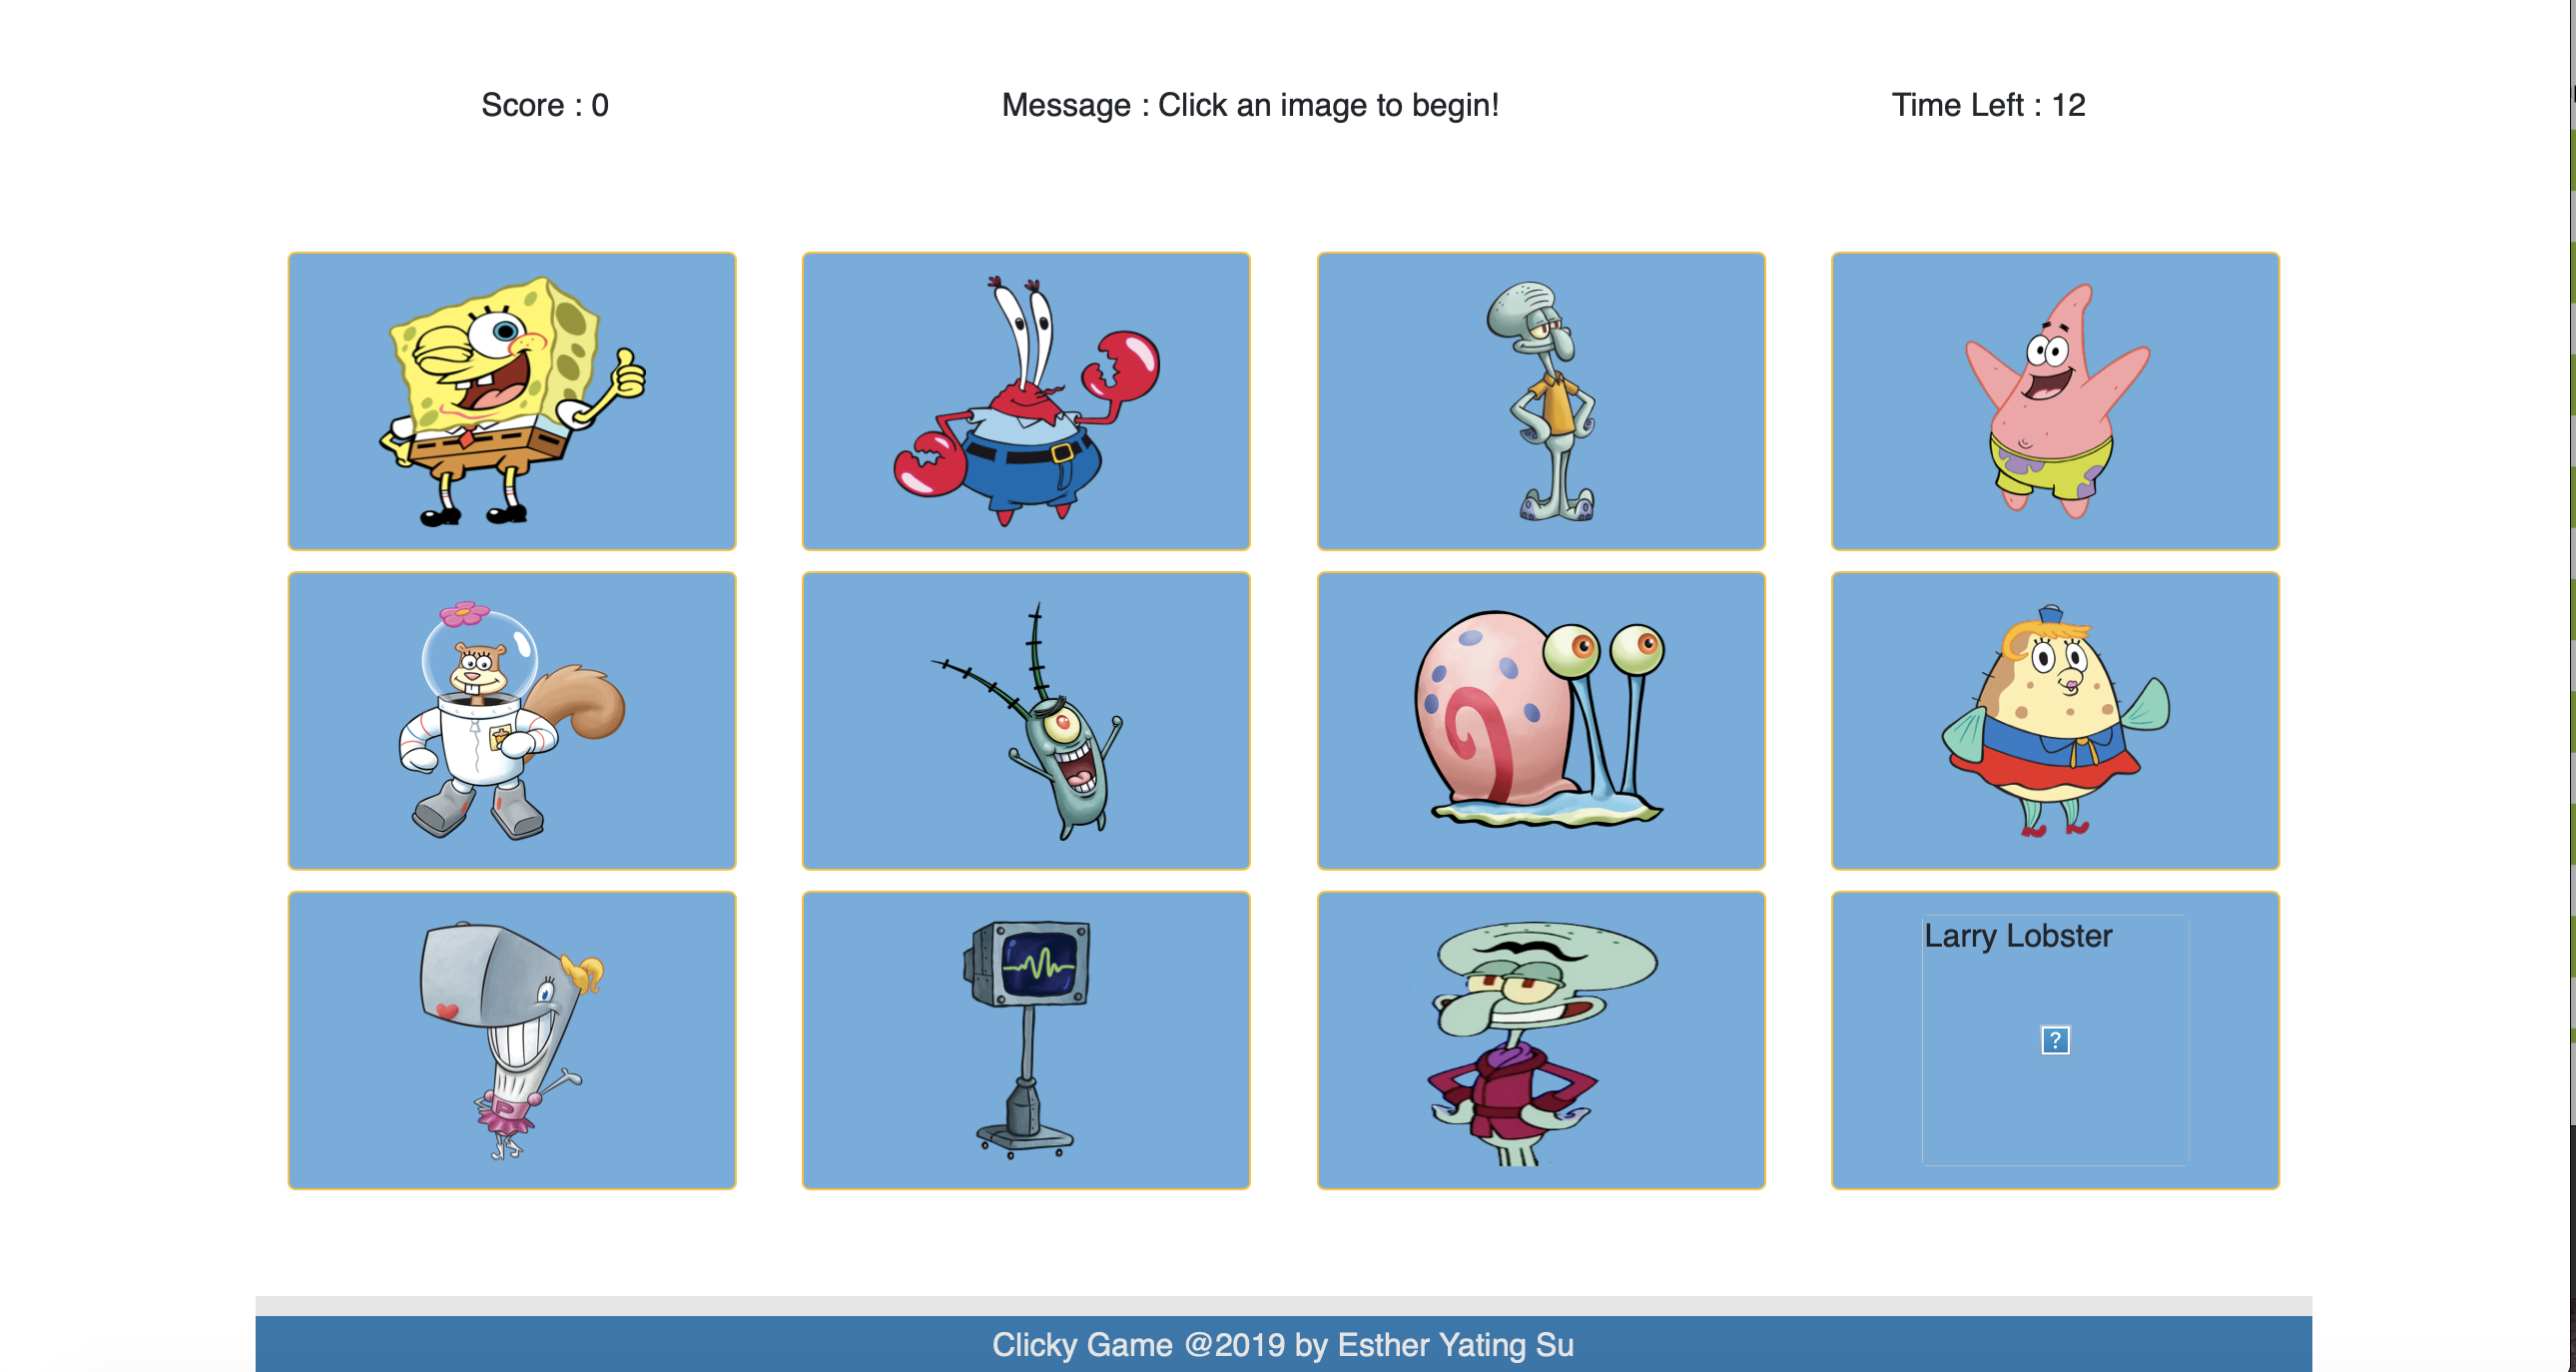 Score : 0
Message : Click an image to begin!
Time Left : 12
P
Larry Lobster
?
Clicky Game @2019 by Esther Yating Su